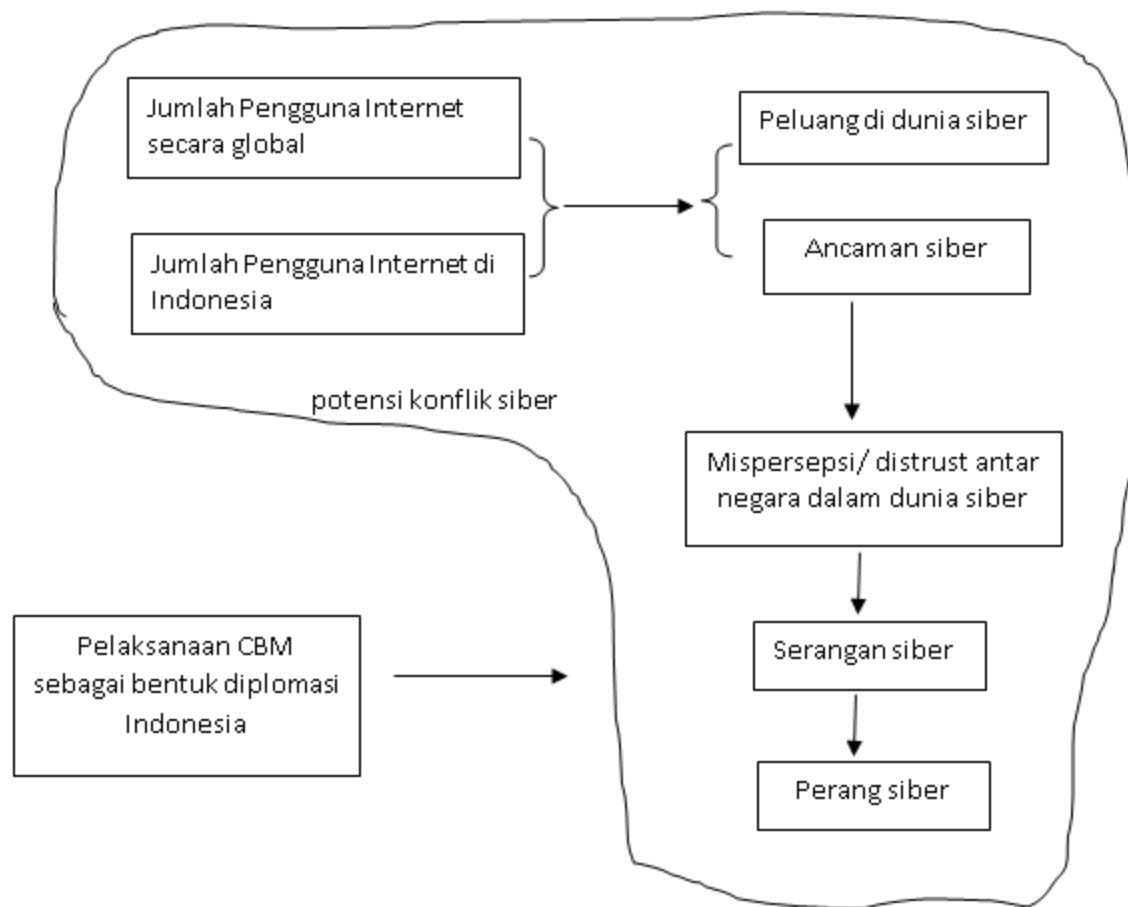 Jumlah Pengguna Internet
secara global
Peluang di dunia siber
Jumlah Pengguna Internet di
Indonesia
Ancaman siber
potensi konflik siber
Mispersepsi/ distrust antar
negara dalam dunia siber
Pelaksanaan CBM
sebagai bentuk diplomasi
Indonesia
Serangan siber
Perang siber